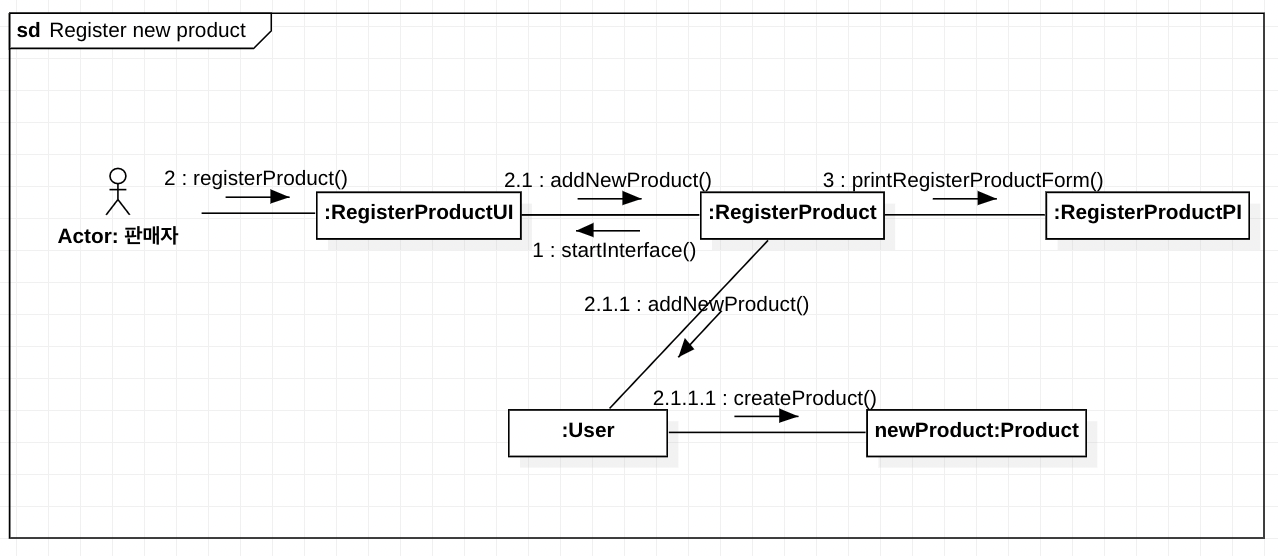 sd Register new product
2 : registerProduct()
2.1 : addNewProduct()
3 : printRegisterProductForm()
:RegisterProductUI
:RegisterProduct
:RegisterProductPI
Actor: 판매자
1 : startInterface()
2.1.1 : addNewProduct()
2.1.1.1 : createProduct()
:User
newProduct:Product